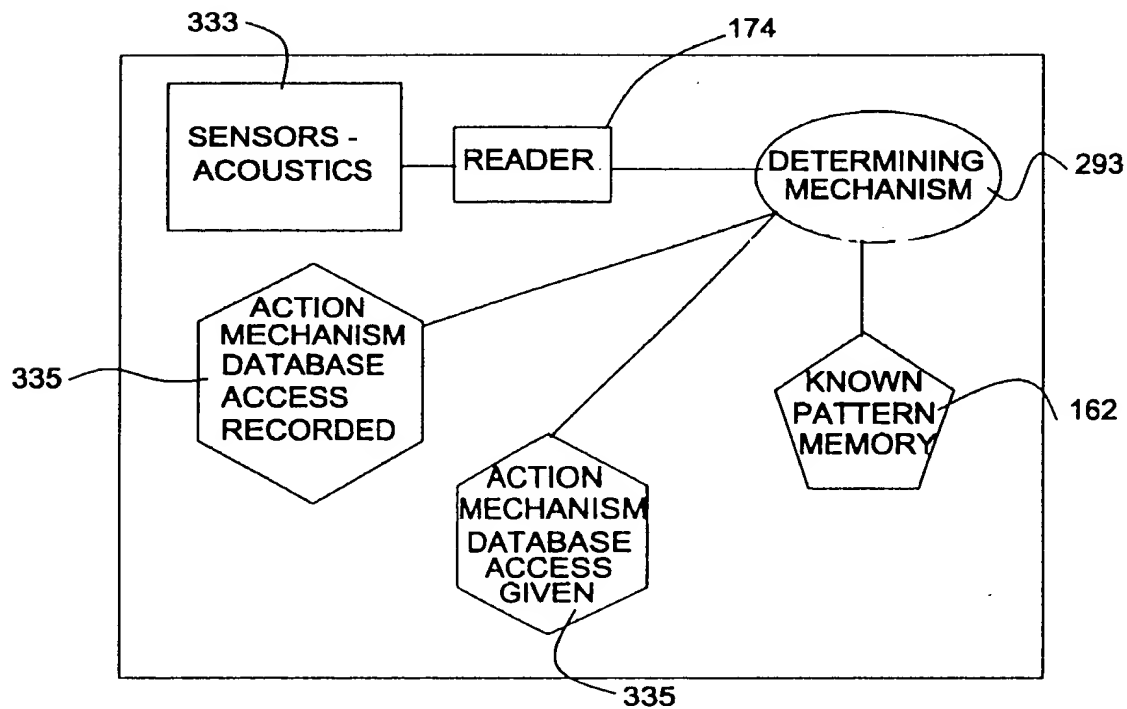 333
174
SENSORS -
ACOUSTICS
READER.
DETERMINING
MECHANISM
293
ACTION
MECHANISM
DATABASE
ACCESS
RECORDED
335
KNOWN
PATTERN
MEMORY
162
ACTION
MECHANISM
DATABASE
ACCESS
GIVEN
335